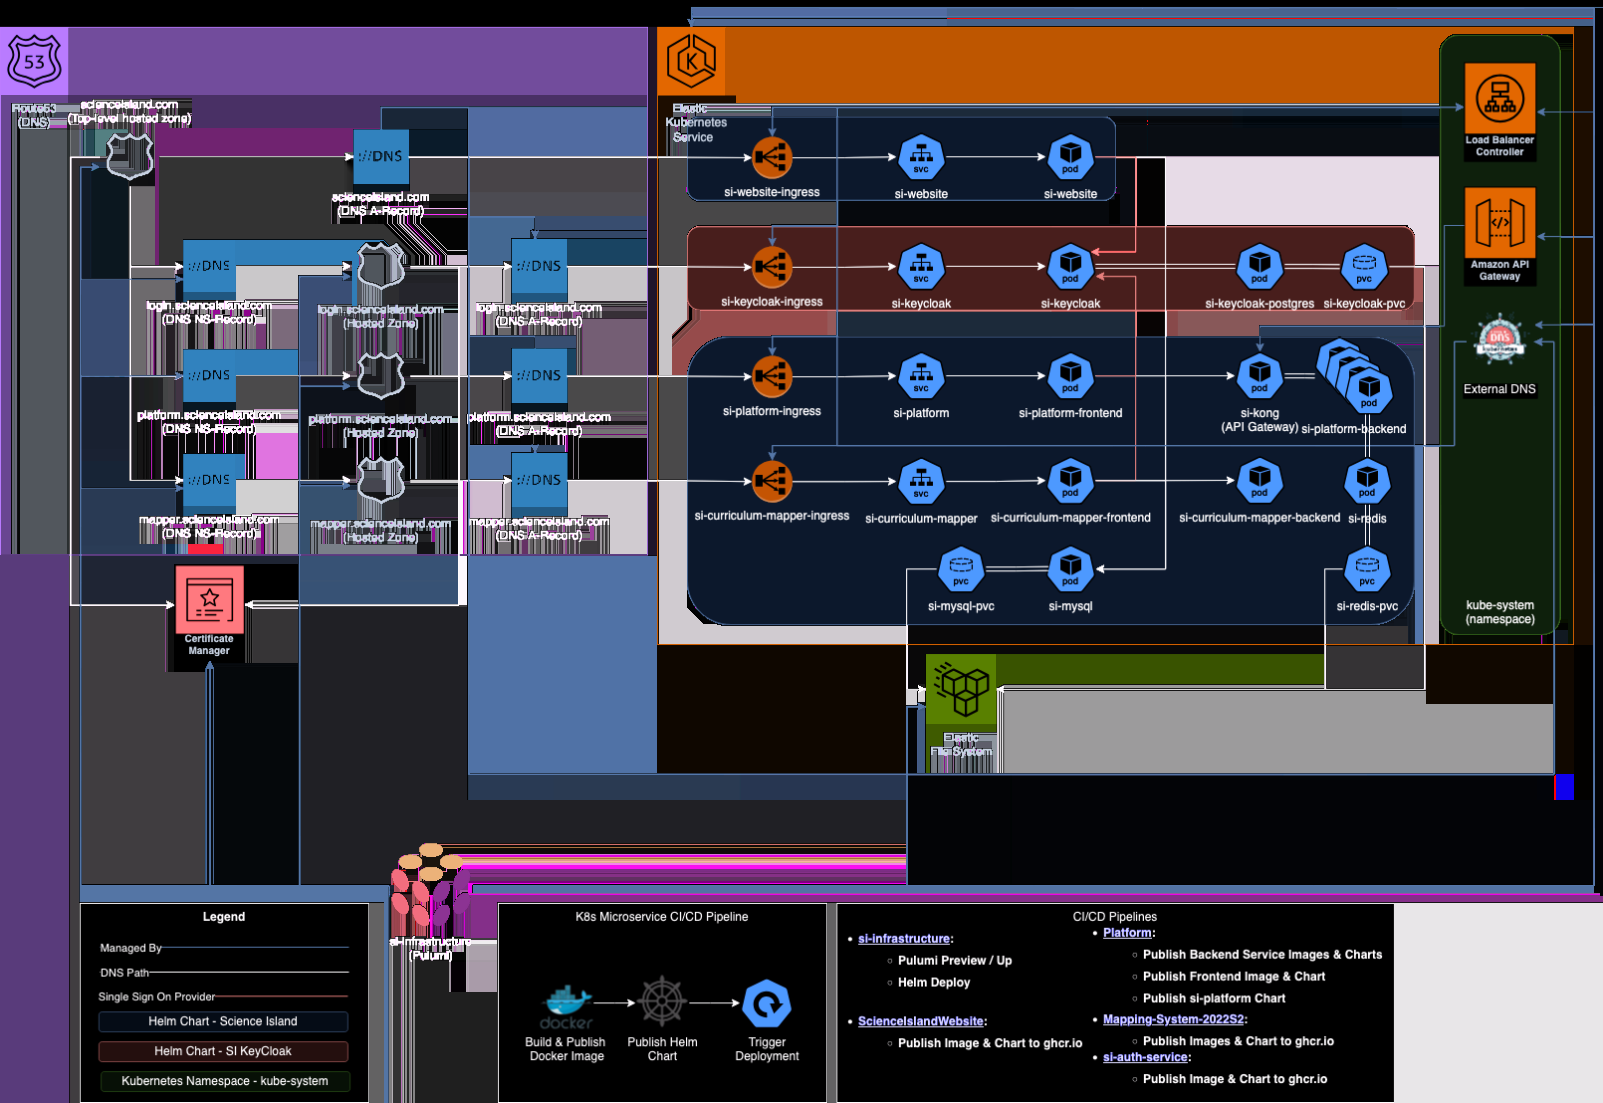 53
Route53
(DNS)
scienceisland.com
(Top-level hosted zone)
://DNS
scienceisland.com
(DNS A-Record)
://DNS
login.scienceisland.com
(DNS NS-Record)
login.scienceisland.com
(Hosted Zone)
://DNS
login.scienceisland.com
(DNS A-Record)
://DNS
platform.scienceisland.com
(DNS NS-Record)
platform.scienceisland.com
(Hosted Zone)
://DNS
platform.scienceisland.com
(DNS A-Record)
://DNS
mapper.scienceisland.com
(DNS NS-Record)
mapper.scienceisland.com
(Hosted Zone)
://DNS
mapper.scienceisland.com
(DNS A-Record)
Certificate
Manager
K
Elastic
Kubernetes
Service
si-website-ingress
svc
si-website
pod
si-website
si-keycloak-ingress
svc
si-keycloak
pod
si-keycloak
pod
si-keycloak-postgres
pvc
si-keycloak-pvc
si-platform-ingress
svc
si-platform
pod
si-platform-frontend
pod
si-kong
(API Gateway)
pod
si-platform-backend
si-curriculum-mapper-ingress
svc
si-curriculum-mapper
pod
si-curriculum-mapper-frontend
pod
si-curriculum-mapper-backend
pod
si-redis
pvc
si-mysql-pvc
pod
si-mysql
pvc
si-redis-pvc
Load Balancer
Controller
</>
Amazon API
Gateway
DNS
kubernetes
External DNS
kube-system
(namespace)
Elastic
File System
si-infrastructure
(Pulumi)
Legend
Managed By
DNS Path
Single Sign On Provider
Helm Chart - Science Island
Helm Chart - SI KeyCloak
Kubernetes Namespace - kube-system
K8s Microservice CI/CD Pipeline
docker
Build & Publish
Docker Image
Publish Helm
Chart
Trigger
Deployment
CI/CD Pipelines
• si-infrastructure:
◦ Pulumi Preview / Up
◦ Helm Deploy
• ScienceIslandWebsite:
◦ Publish Image & Chart to ghcr.io
• Platform:
◦ Publish Backend Service Images & Charts
◦ Publish Frontend Image & Chart
◦ Publish si-platform Chart
• Mapping-System-2022S2:
◦ Publish Images & Chart to ghcr.io
• si-auth-service:
◦ Publish Image & Chart to ghcr.io